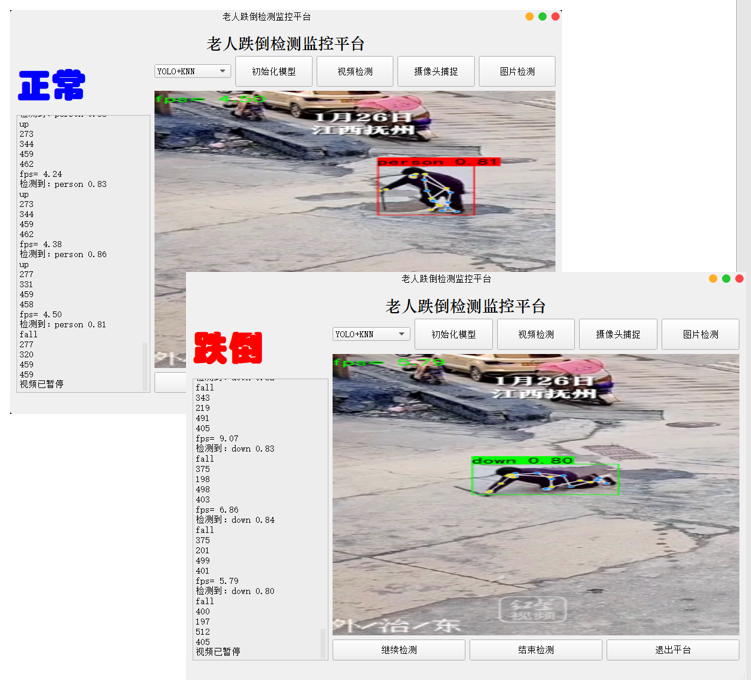 老人跌倒检测监控平台
老人跌倒检测监控平台
正常
YOLO+KNN
初始化模型
视频检测
摄像头捕捉
图片检测
up
273
344
459
462
fps= 4.24
检测到: person 0.83
up
273
344
459
462
fps= 4.38
检测到: person 0.86
up
277
331
459
458
fps= 4.50
检测到: person 0.81
fall
277
320
459
459
视频已暂停
1月26日
江西抚州
person 0.81
老人跌倒检测监控平台
老人跌倒检测监控平台
跌倒
YOLO+KNN
初始化模型
视频检测
摄像头捕捉
图片检测
fall
343
219
491
405
fps= 9.07
检测到: down 0.83
fall
375
198
498
403
fps= 6.86
检测到: down 0.84
fall
375
201
499
401
fps= 5.79
检测到: down 0.80
fall
400
197
512
405
视频已暂停
1月26日
江西抚州
down 0.80
红星
视频
外/治/东
继续检测
结束检测
退出平台